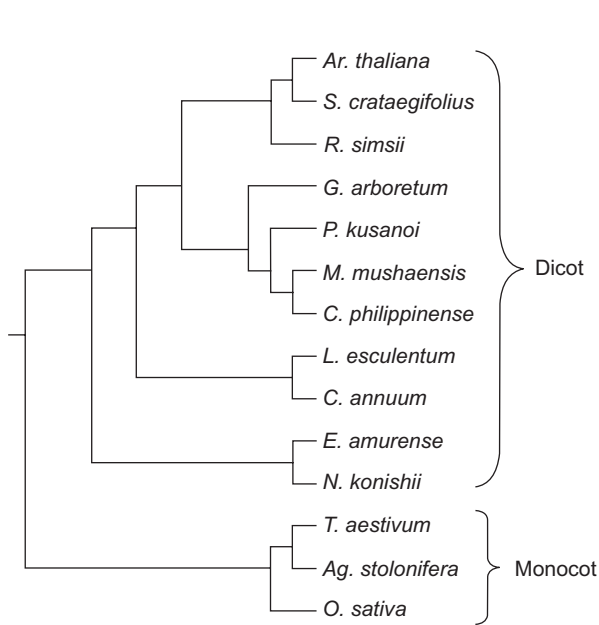 Ar. thaliana
S. crataegifolius
R. simsii
G. arboretum
P. kusanoi
M. mushaensis
C. philippinense
L. esculentum
C. annuum
E. amurense
N. konishii
Dicot
T. aestivum
Ag. stolonifera
O. sativa
Monocot